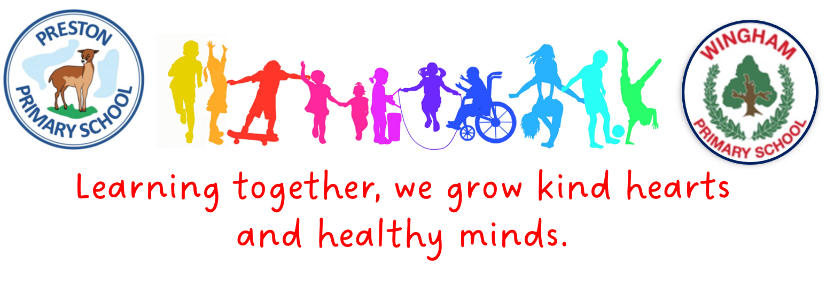 PRESTON
PRIMARY SCHOOL
WINGHAM
PRIMARY SCHOOL
Learning together, we grow kind hearts
and healthy minds.